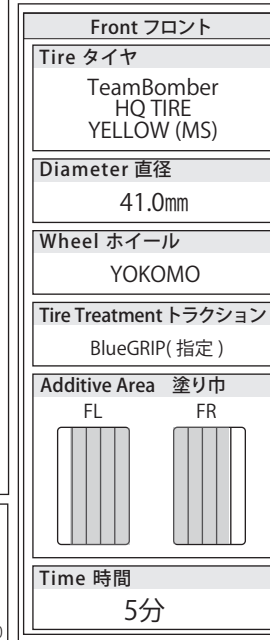 Front フロント
Tire タイヤ
TeamBomber
HQ TIRE
YELLOW (MS)
Diameter 直径
41.0㎜
Wheel ホイール
YOKOMO
Tire Treatment トラクション
BlueGRIP( 指定 )
Additive Area 塗り巾
FL FR
Time 時間
5分
)